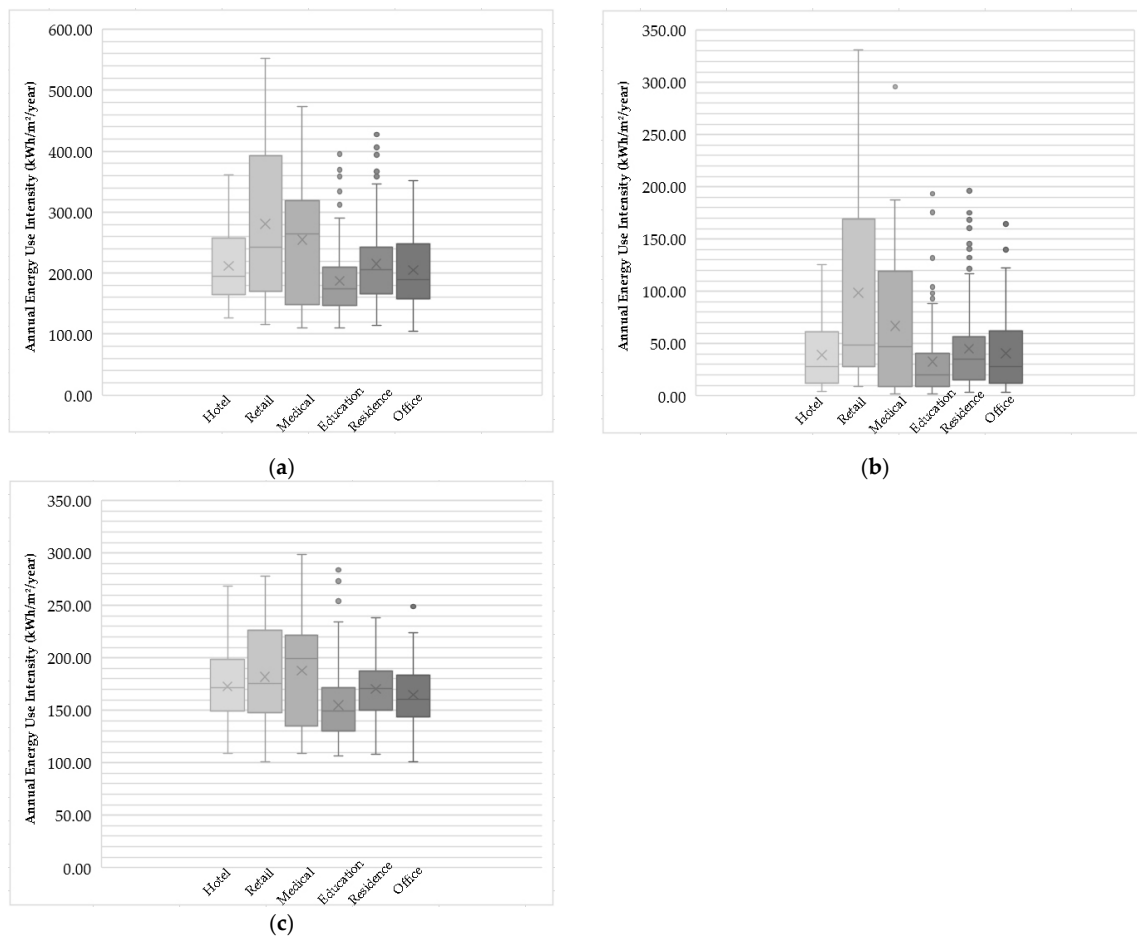 Annual Energy Use Intensity (kWh/m²/year)
600.00
500.00
400.00
300.00
200.00
100.00
0.00
Hotel
Retail
Medical
Education
Residence
Office
(a)
Annual Energy Use Intensity (kWh/m²/year)
350.00
300.00
250.00
200.00
150.00
100.00
50.00
0.00
Hotel
Retail
Medical
Education
Residence
Office
(b)
Annual Energy Use Intensity (kWh/m²/year)
350.00
300.00
250.00
200.00
150.00
100.00
50.00
0.00
Hotel
Retail
Medical
Education
Residence
Office
(c)